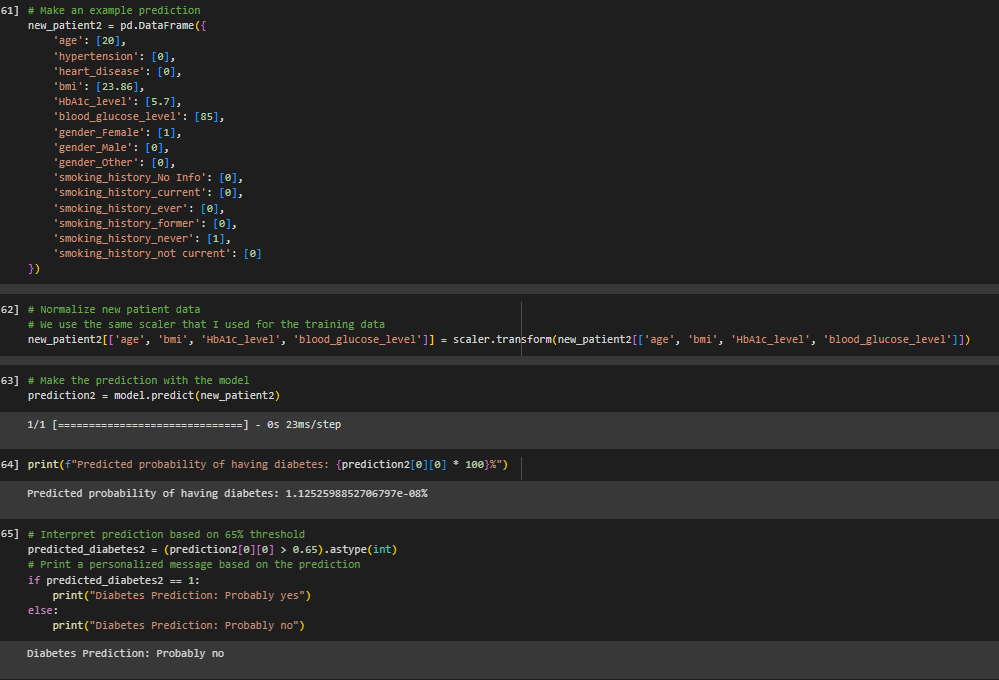 61] # Make an example prediction
new_patient2 = pd.DataFrame({
    'age': [20],
    'hypertension': [0],
    'heart_disease': [0],
    'bmi': [23.86],
    'HbA1c_level': [5.7],
    'blood_glucose_level': [85],
    'gender_Female': [1],
    'gender_Male': [0],
    'gender_Other': [0],
    'smoking_history_No Info': [0],
    'smoking_history_current': [0],
    'smoking_history_ever': [0],
    'smoking_history_former': [0],
    'smoking_history_never': [1],
    'smoking_history_not current': [0]
})
62] # Normalize new patient data
# We use the same scaler that I used for the training data
new_patient2[['age', 'bmi', 'HbA1c_level', 'blood_glucose_level']] = scaler.transform(new_patient2[['age', 'bmi', 'HbA1c_level', 'blood_glucose_level']])
63] # Make the prediction with the model
prediction2 = model.predict(new_patient2)
1/1 [==============================] - 0s 23ms/step
64] print(f"Predicted probability of having diabetes: {prediction2[0][0] * 100}%")
Predicted probability of having diabetes: 1.1252598852706797e-08%
65] # Interpret prediction based on 65% threshold
predicted_diabetes2 = (prediction2[0][0] > 0.65).astype(int)
# Print a personalized message based on the prediction
if predicted_diabetes2 == 1:
    print("Diabetes Prediction: Probably yes")
else:
    print("Diabetes Prediction: Probably no")
Diabetes Prediction: Probably no